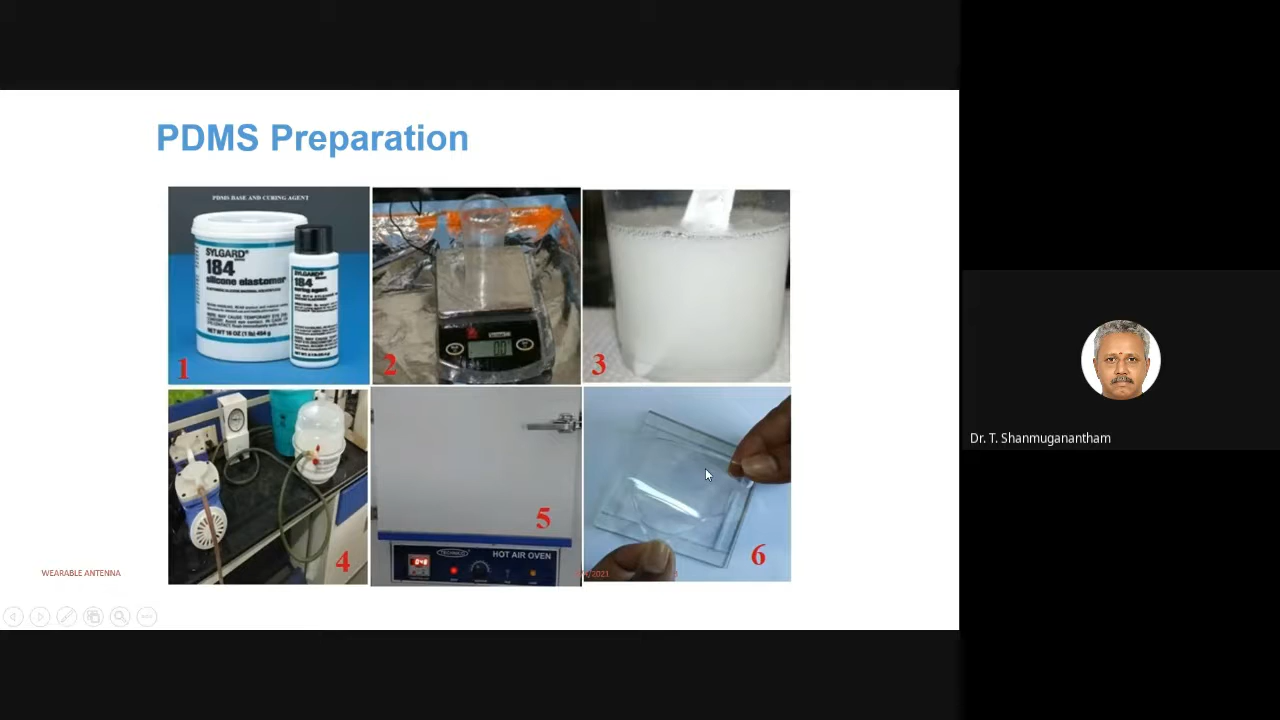 PDMS Preparation
PDMS BASE AND CURING AGENT
SYLGARD®
184
silicone elastomer
NET WT 16 OZ (1 lb) 454 g
SYLGARD®
184
curing agent
1
2
3
4
5
HOT AIR OVEN
6
WEARABLE ANTENNA
/2021
Dr. T. Shanmuganantham